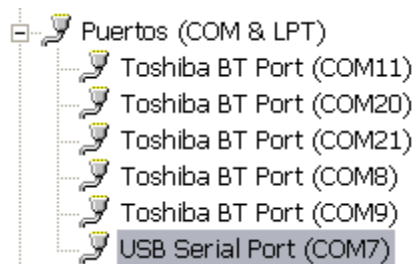 Puertos (COM & LPT)
Toshiba BT Port (COM11)
Toshiba BT Port (COM20)
Toshiba BT Port (COM21)
Toshiba BT Port (COM8)
Toshiba BT Port (COM9)
USB Serial Port (COM7)